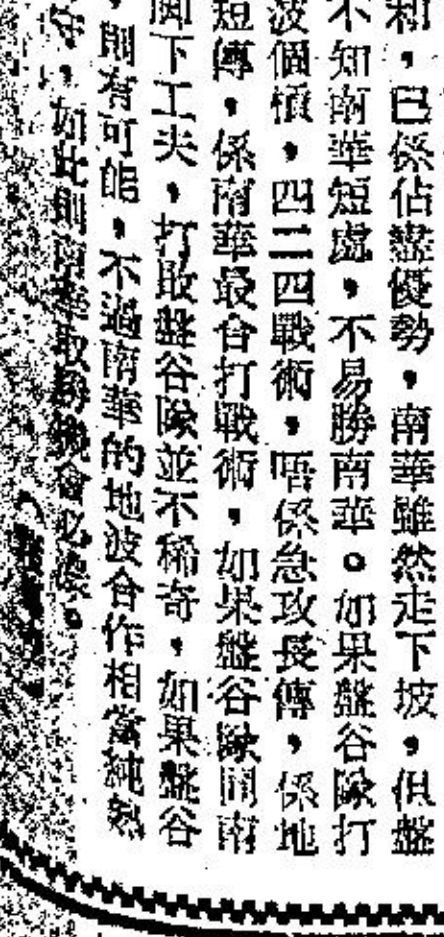 和，已係佔盡優勢，南華雖然走下坡，但盤
不知南華短處，不易勝南華。如果盤谷隊打
波個慣，四二四戰術，唔係急攻長傳，係地
短傳，係南華最合打戰術，如果盤谷隊同南
脚下工夫，打敗盤谷隊並不稀奇，如果盤谷
，則有可能，不過南華的地波合作相當純熟
守，如此則南華取勝機會必濃。